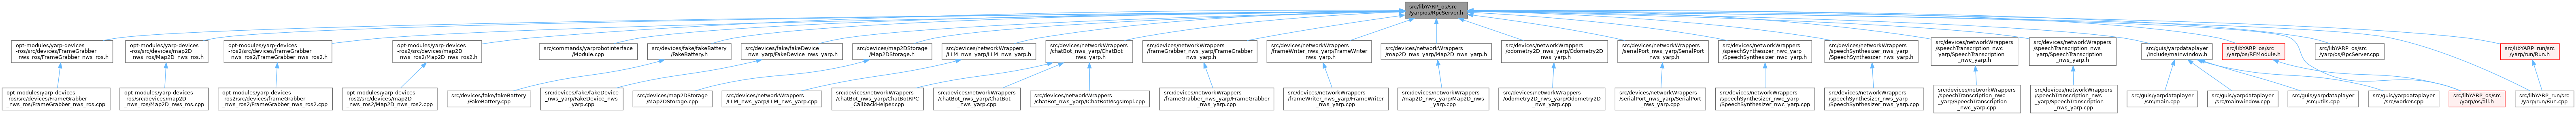 src/libYARP_os/src
/yarp/os/RpcServer.h
opt-modules/yarp-devices
-ros/src/devices/FrameGrabber
_nws_ros/FrameGrabber_nws_ros.h
opt-modules/yarp-devices
-ros/src/devices/map2D
_nws_ros/Map2D_nws_ros.h
opt-modules/yarp-devices
-ros2/src/devices/frameGrabber
_nws_ros2/FrameGrabber_nws_ros2.h
opt-modules/yarp-devices
-ros2/src/devices/map2D
_nws_ros2/Map2D_nws_ros2.h
src/commands/yarprobotinterface
/Module.cpp
src/devices/fake/fakeBattery
/FakeBattery.h
src/devices/fake/fakeDevice
_nws_yarp/FakeDevice_nws_yarp.h
src/devices/map2DStorage
/Map2DStorage.h
src/devices/networkWrappers
/LLM_nws_yarp/LLM_nws_yarp.h
src/devices/networkWrappers
/chatBot_nws_yarp/ChatBot
_nws_yarp.h
src/devices/networkWrappers
/frameGrabber_nws_yarp/FrameGrabber
_nws_yarp.h
src/devices/networkWrappers
/frameWriter_nws_yarp/FrameWriter
_nws_yarp.h
src/devices/networkWrappers
/map2D_nws_yarp/Map2D_nws_yarp.h
src/devices/networkWrappers
/odometry2D_nws_yarp/Odometry2D
_nws_yarp.h
src/devices/networkWrappers
/serialPort_nws_yarp/SerialPort
_nws_yarp.h
src/devices/networkWrappers
/speechSynthesizer_nwc_yarp
/SpeechSynthesizer_nwc_yarp.h
src/devices/networkWrappers
/speechSynthesizer_nws_yarp
/SpeechSynthesizer_nws_yarp.h
src/devices/networkWrappers
/speechTranscription_nwc
_yarp/SpeechTranscription
_nwc_yarp.h
src/devices/networkWrappers
/speechTranscription_nws
_yarp/SpeechTranscription
_nws_yarp.h
src/guis/yarpdataplayer
/include/mainwindow.h
src/libYARP_os/src
/yarp/os/RFModule.h
src/libYARP_os/src
/yarp/os/RpcServer.cpp
src/libYARP_run/src
/yarp/run/Run.h
opt-modules/yarp-devices
-ros/src/devices/FrameGrabber
_nws_ros/FrameGrabber_nws_ros.cpp
opt-modules/yarp-devices
-ros/src/devices/map2D
_nws_ros/Map2D_nws_ros.cpp
opt-modules/yarp-devices
-ros2/src/devices/frameGrabber
_nws_ros2/FrameGrabber_nws_ros2.cpp
opt-modules/yarp-devices
-ros2/src/devices/map2D
_nws_ros2/Map2D_nws_ros2.cpp
src/devices/fake/fakeBattery
/FakeBattery.cpp
src/devices/fake/fakeDevice
_nws_yarp/FakeDevice_nws
_yarp.cpp
src/devices/map2DStorage
/Map2DStorage.cpp
src/devices/networkWrappers
/LLM_nws_yarp/LLM_nws_yarp.cpp
src/devices/networkWrappers
/chatBot_nws_yarp/ChatBotRPC
_CallbackHelper.cpp
src/devices/networkWrappers
/chatBot_nws_yarp/ChatBot
_nws_yarp.cpp
src/devices/networkWrappers
/chatBot_nws_yarp/IChatBotMsgsImpl.cpp
src/devices/networkWrappers
/frameGrabber_nws_yarp/FrameGrabber
_nws_yarp.cpp
src/devices/networkWrappers
/frameWriter_nws_yarp/FrameWriter
_nws_yarp.cpp
src/devices/networkWrappers
/map2D_nws_yarp/Map2D_nws
_yarp.cpp
src/devices/networkWrappers
/odometry2D_nws_yarp/Odometry2D
_nws_yarp.cpp
src/devices/networkWrappers
/serialPort_nws_yarp/SerialPort
_nws_yarp.cpp
src/devices/networkWrappers
/speechSynthesizer_nwc_yarp
/SpeechSynthesizer_nwc_yarp.cpp
src/devices/networkWrappers
/speechSynthesizer_nws_yarp
/SpeechSynthesizer_nws_yarp.cpp
src/devices/networkWrappers
/speechTranscription_nwc
_yarp/SpeechTranscription
_nwc_yarp.cpp
src/devices/networkWrappers
/speechTranscription_nws
_yarp/SpeechTranscription
_nws_yarp.cpp
src/guis/yarpdataplayer
/src/main.cpp
src/guis/yarpdataplayer
/src/mainwindow.cpp
src/guis/yarpdataplayer
/src/utils.cpp
src/guis/yarpdataplayer
/src/worker.cpp
src/libYARP_os/src
/yarp/os/all.h
src/libYARP_run/src
/yarp/run/Run.cpp